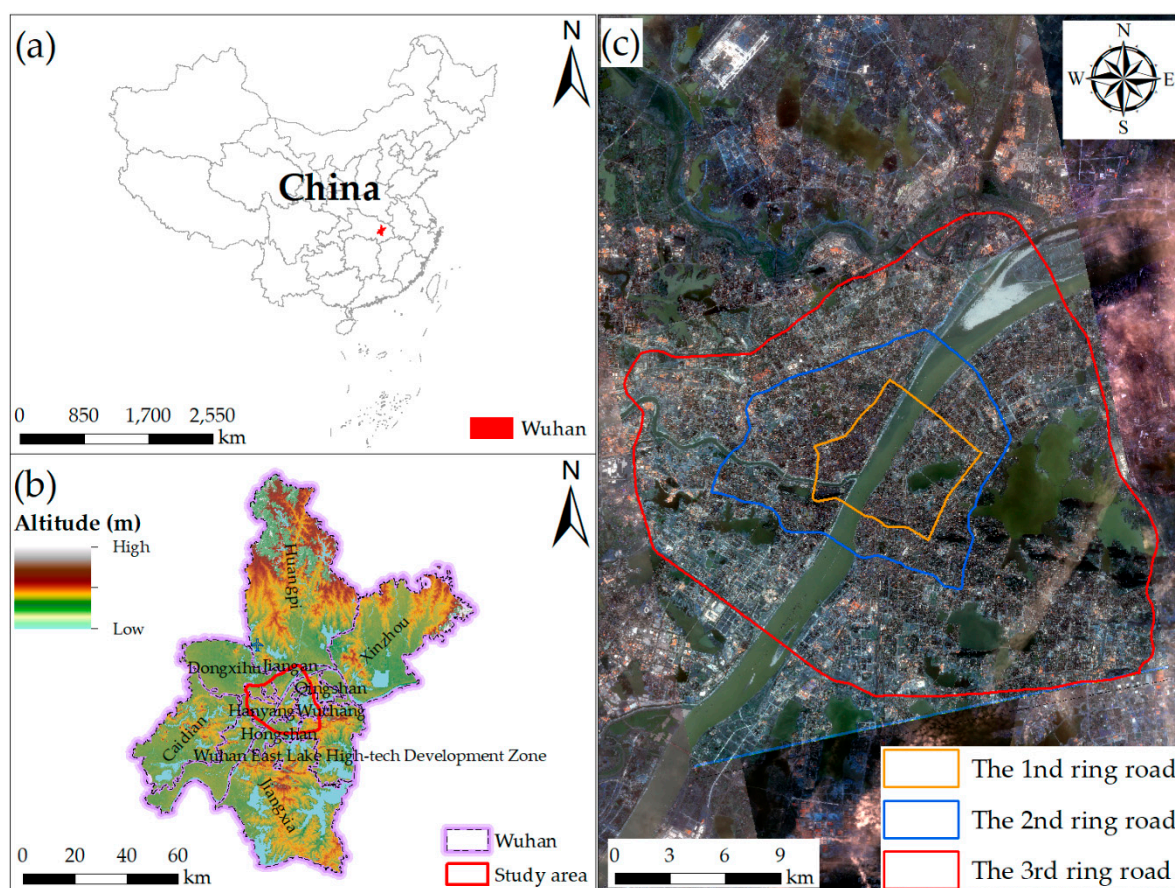 (a)
N
China
0 850 1,700 2,550
km
Wuhan
(b)
N
Altitude (m)
High
Low
Huangpi
Xinzhou
Dongxihu
Jiangan
Qingshan
Hanyang
Wuchang
Hongshan
Caidian
Wuhan East Lake High-tech Development Zone
Jiangxia
Wuhan
Study area
0 20 40 60
km
(c)
N
W E
S
The 1nd ring road
The 2nd ring road
The 3rd ring road
0 3 6 9
km